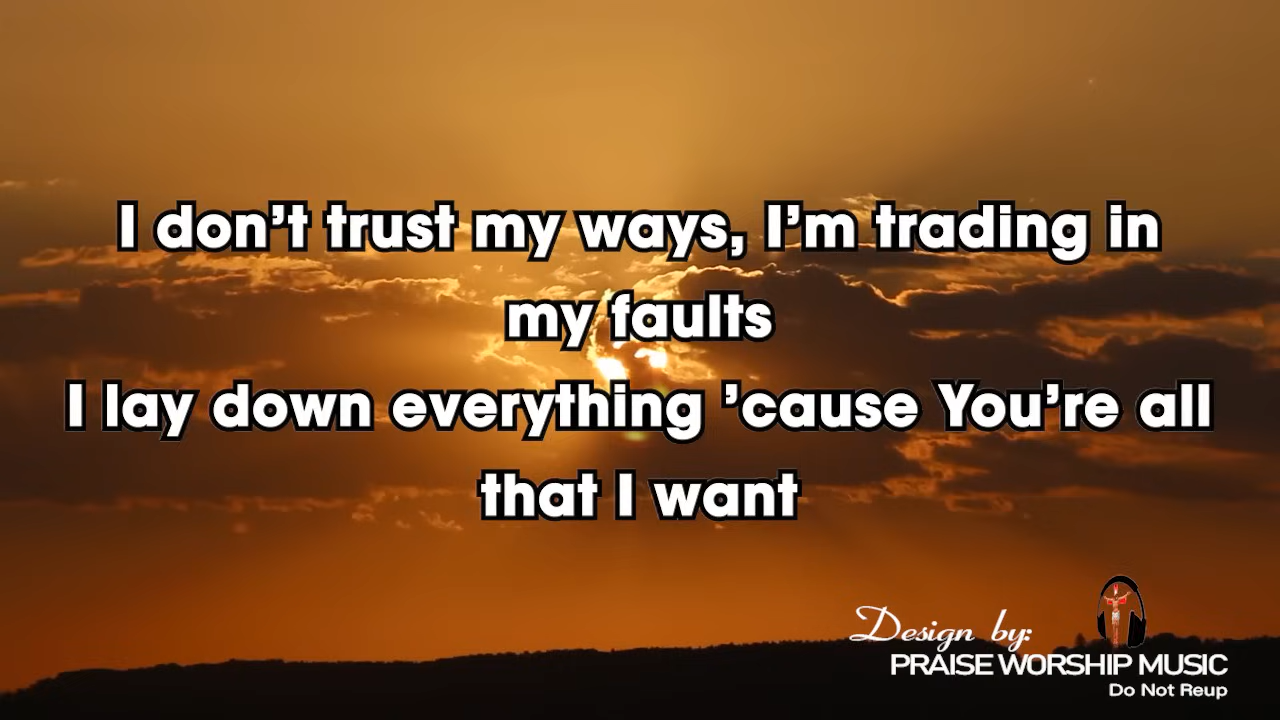 I don’t trust my ways, I’m trading in
my faults
I lay down everything ’cause You’re all
that I want
Design by:
PRAISE WORSHIP MUSIC
Do Not Reup